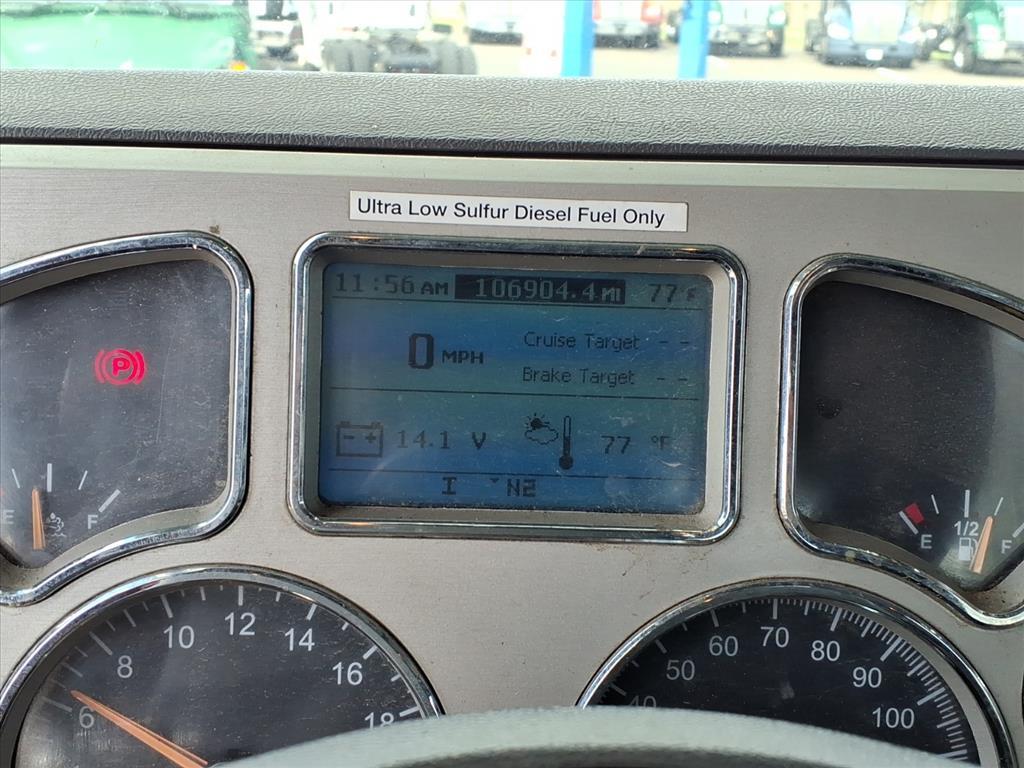 Ultra Low Sulfur Diesel Fuel Only
11:56 AM 106904.4 MI 77°F
0 MPH
Cruise Target - -
Brake Target - -
14.1 V 77 °F
I N2
P
E F
E 1/2 F
6 8 10 12 14 16 18
40 50 60 70 80 90 100